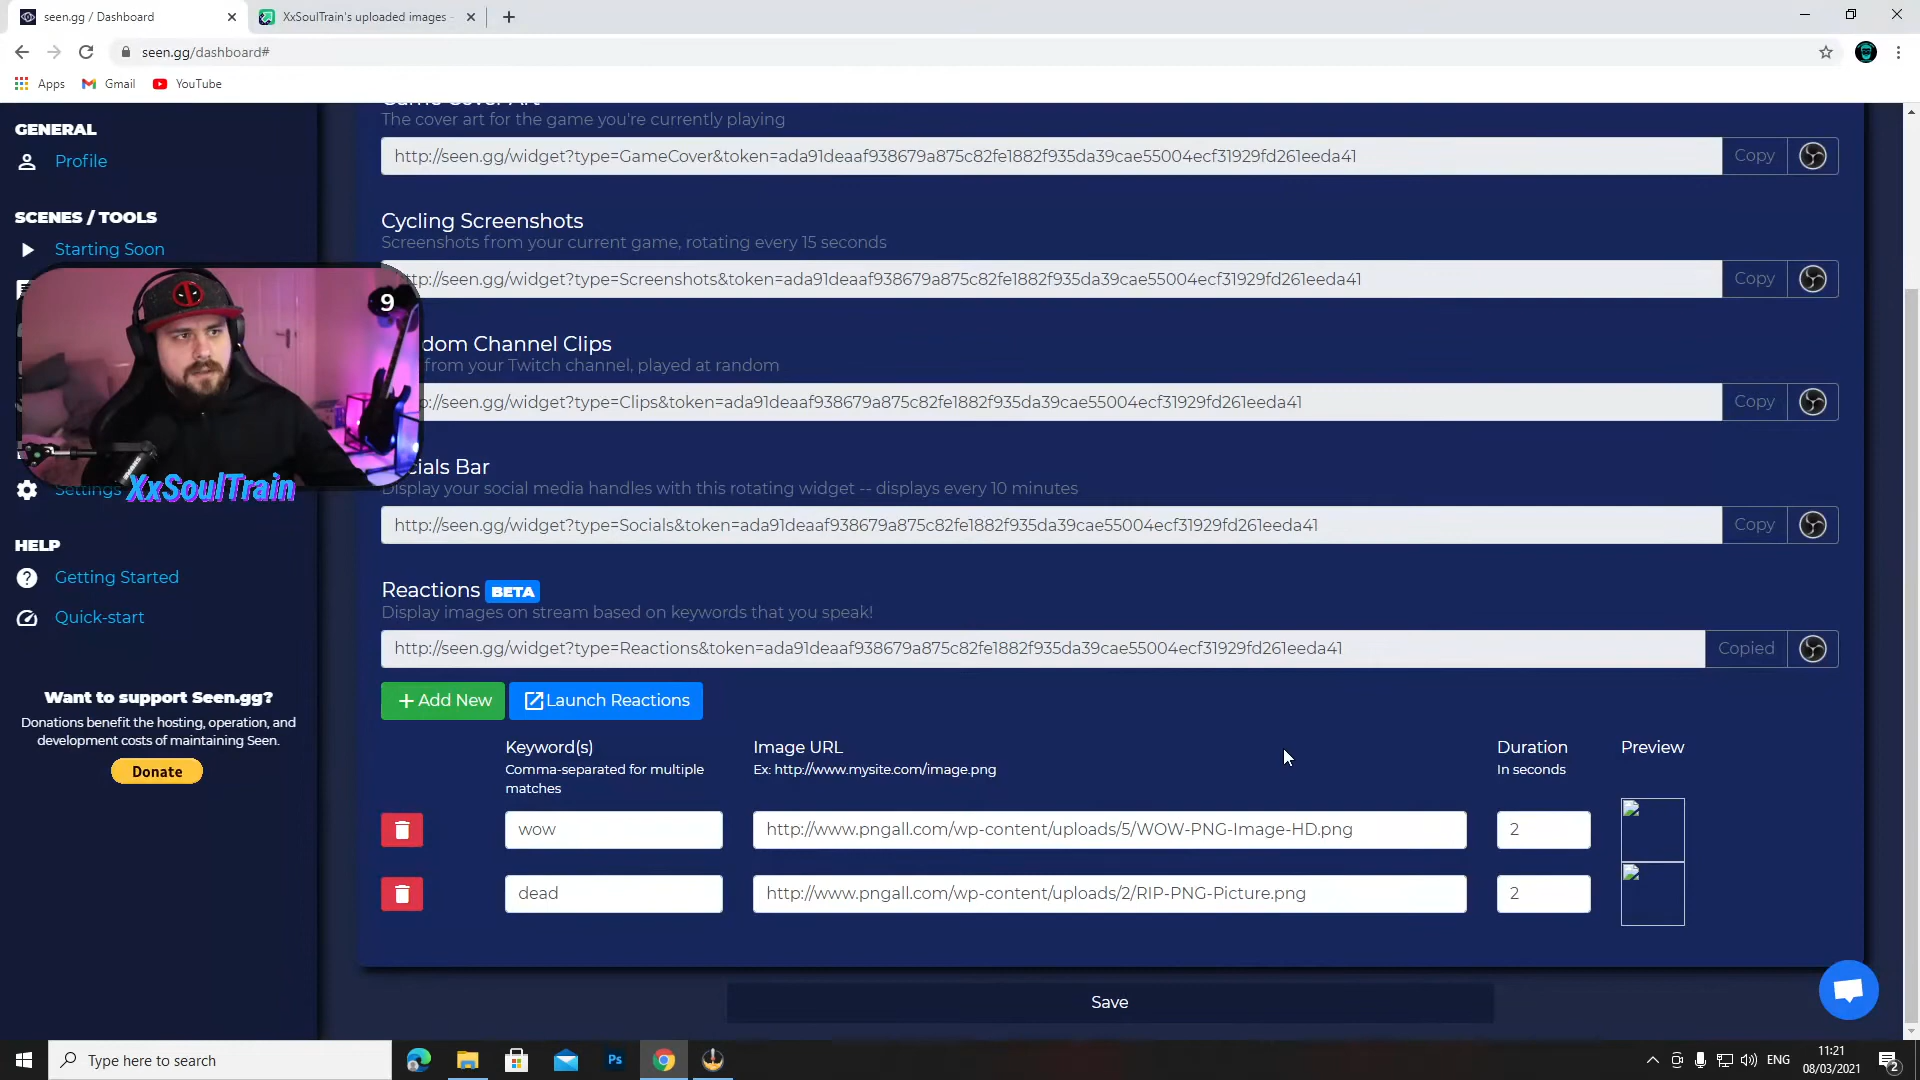 seen.gg / Dashboard
XxSoulTrain's uploaded images -
seen.gg/dashboard#
Apps
Gmail
YouTube
GENERAL
Profile
SCENES / TOOLS
Starting Soon
9
XxSoulTrain
Settings
HELP
Getting Started
Quick-start
Want to support Seen.gg?
Donations benefit the hosting, operation, and
development costs of maintaining Seen.
Donate
Game Cover Art
The cover art for the game you're currently playing
http://seen.gg/widget?type=GameCover&token=ada91deaaf938679a875c82fe1882f935da39cae55004ecf31929fd261eeda41
Copy
Cycling Screenshots
Screenshots from your current game, rotating every 15 seconds
ttp://seen.gg/widget?type=Screenshots&token=ada91deaaf938679a875c82fe1882f935da39cae55004ecf31929fd261eeda41
Copy
dom Channel Clips
from your Twitch channel, played at random
p://seen.gg/widget?type=Clips&token=ada91deaaf938679a875c82fe1882f935da39cae55004ecf31929fd261eeda41
Copy
cials Bar
Display your social media handles with this rotating widget -- displays every 10 minutes
http://seen.gg/widget?type=Socials&token=ada91deaaf938679a875c82fe1882f935da39cae55004ecf31929fd261eeda41
Copy
Reactions BETA
Display images on stream based on keywords that you speak!
http://seen.gg/widget?type=Reactions&token=ada91deaaf938679a875c82fe1882f935da39cae55004ecf31929fd261eeda41
Copied
+ Add New
Launch Reactions
Keyword(s)
Comma-separated for multiple
matches
Image URL
Ex: http://www.mysite.com/image.png
Duration
In seconds
Preview
wow
http://www.pngall.com/wp-content/uploads/5/WOW-PNG-Image-HD.png
2
dead
http://www.pngall.com/wp-content/uploads/2/RIP-PNG-Picture.png
2
Save
Type here to search
Ps
ENG
11:21
08/03/2021
2